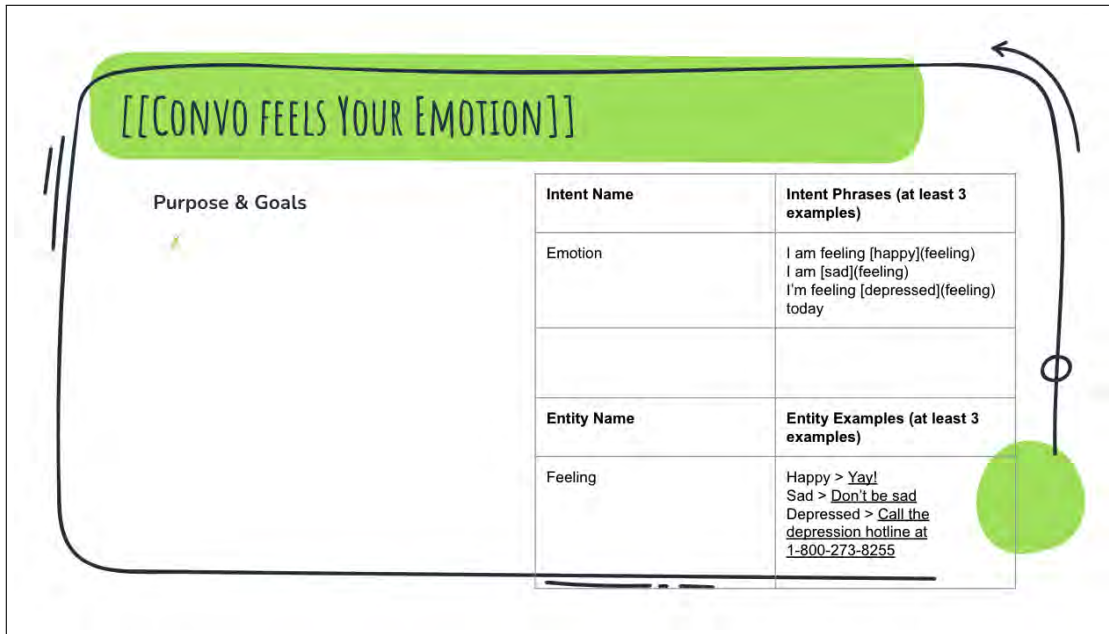 [[Convo feels Your Emotion]]
Purpose & Goals
Intent Name
Intent Phrases (at least 3
examples)
Emotion
I am feeling [happy](feeling)
I am [sad](feeling)
I'm feeling [depressed](feeling)
today
Entity Name
Entity Examples (at least 3
examples)
Feeling
Happy > Yay!
Sad > Don't be sad
Depressed > Call the
depression hotline at
1-800-273-8255